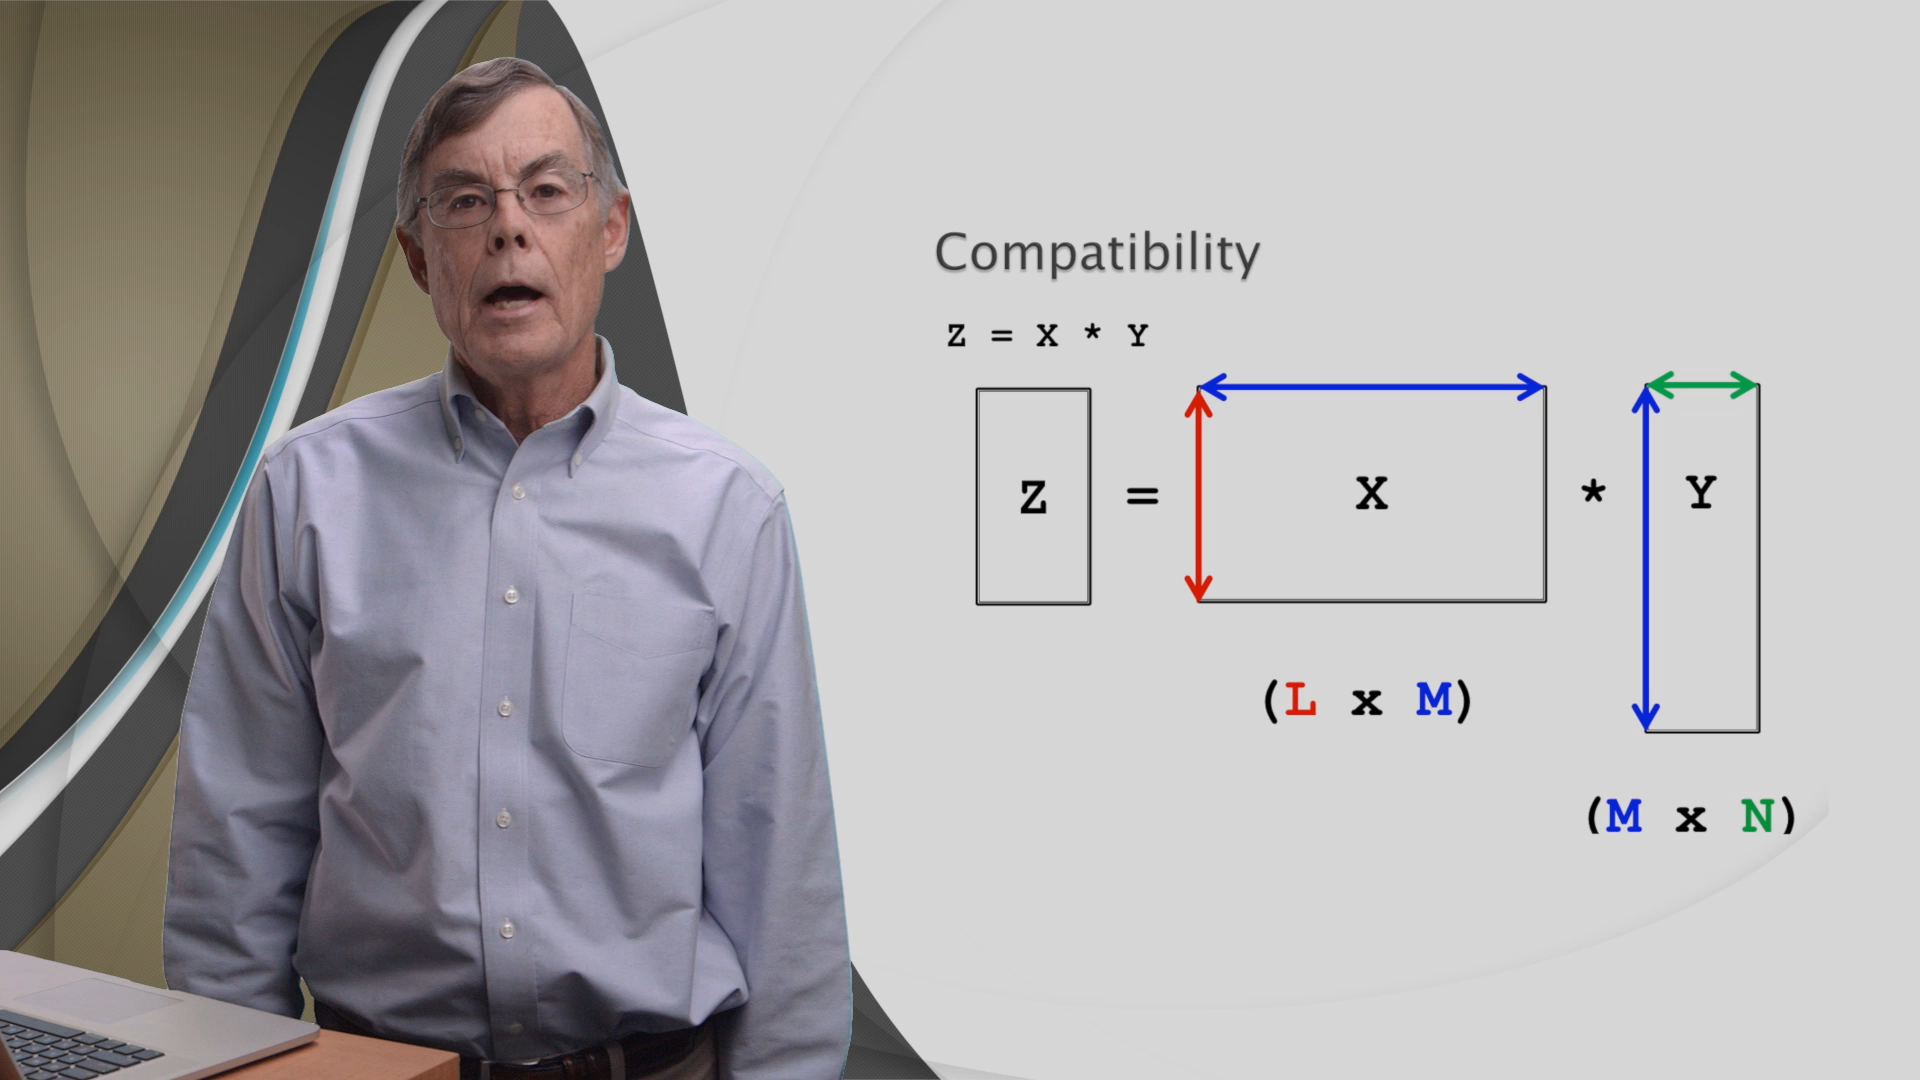 Compatibility
Z = X * Y
Z = X * Y
(L x M)
(M x N)